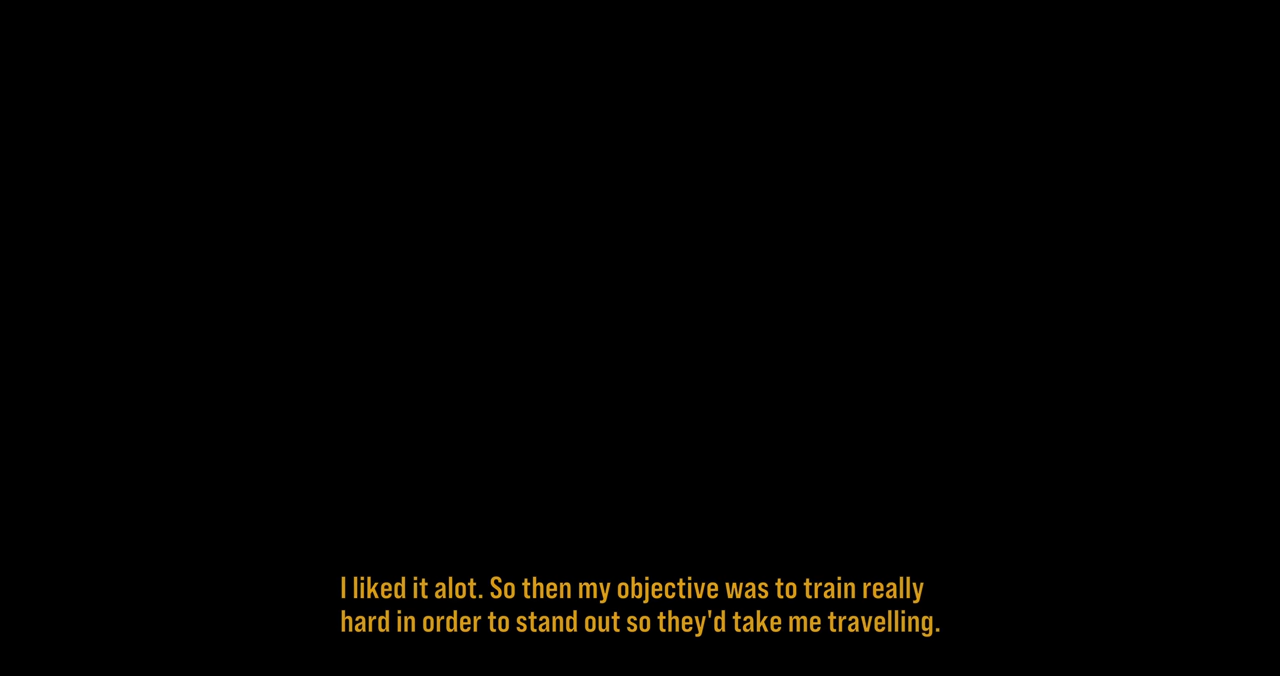 I liked it alot. So then my objective was to train really
hard in order to stand out so they'd take me travelling.